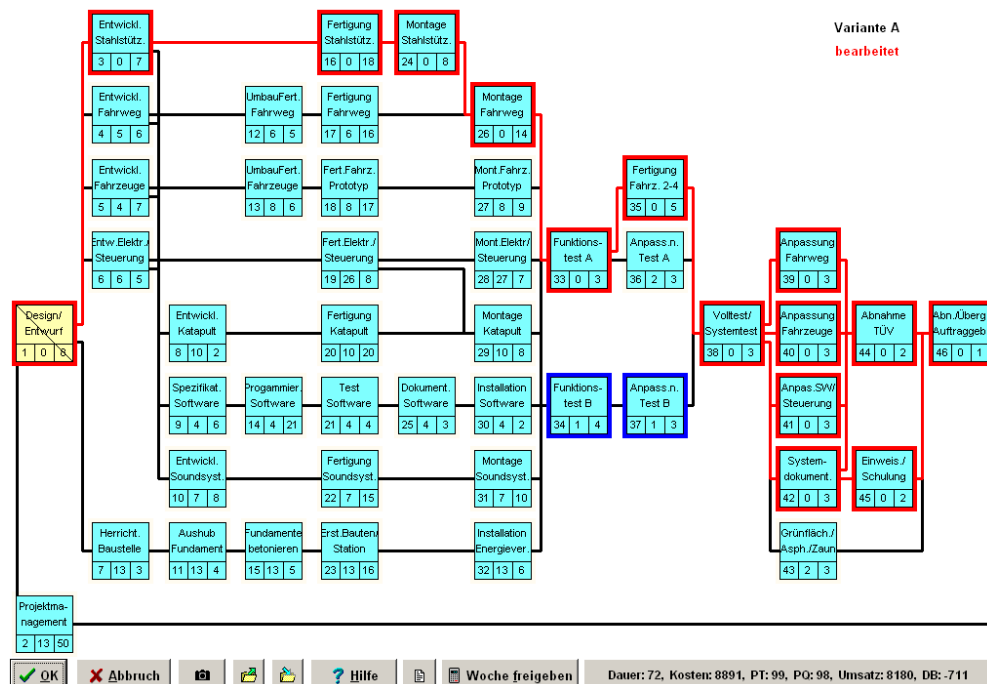 Variante A
bearbeitet
Entwickl.
Stahlstütz.
3 0 7
Fertigung
Stahlstütz.
16 0 18
Montage
Stahlstütz.
24 0 8
Entwickl.
Fahrweg
4 5 6
UmbauFert.
Fahrweg
12 6 5
Fertigung
Fahrweg
17 6 16
Montage
Fahrweg
26 0 14
Entwickl.
Fahrzeuge
5 4 7
UmbauFert.
Fahrzeuge
13 8 6
Fert.Fahrz.
Prototyp
18 8 17
Mont.Fahrz.
Prototyp
27 8 9
Fertigung
Fahrz. 2-4
35 0 5
Entw.Elektr./
Steuerung
6 6 5
Fert.Elektr./
Steuerung
19 26 8
Mont.Elektr/
Steuerung
28 27 7
Funktions-
test A
33 0 3
Anpass.n.
Test A
36 2 3
Anpassung
Fahrweg
39 0 3
Design/
Entwurf
1 0 8
Entwickl.
Katapult
8 10 2
Fertigung
Katapult
20 10 20
Montage
Katapult
29 10 8
Volltest/
Systemtest
38 0 3
Anpassung
Fahrzeuge
40 0 3
Abnahme
TÜV
44 0 2
Abn./Überg
Auftraggeb
46 0 1
Spezifikat.
Software
9 4 6
Progammier.
Software
14 4 21
Test
Software
21 4 4
Dokument.
Software
25 4 3
Installation
Software
30 4 2
Funktions-
test B
34 1 4
Anpass.n.
Test B
37 1 3
Anpas.SW/
Steuerung
41 0 3
Entwickl.
Soundsyst.
10 7 8
Fertigung
Soundsyst.
22 7 15
Montage
Soundsyst.
31 7 10
System-
dokument.
42 0 3
Einweis./
Schulung
45 0 2
Herricht.
Baustelle
7 13 3
Aushub
Fundament
11 13 4
Fundamente
betonieren
15 13 5
Erst.Bauten/
Station
23 13 16
Installation
Energiever.
32 13 6
Grünfläch./
Asph./Zaun
43 2 3
Projektma-
nagement
2 13 50
OK Abbruch Hilfe Woche freigeben Dauer: 72, Kosten: 8891, PT: 99, PQ: 98, Umsatz: 8180, DB: -711